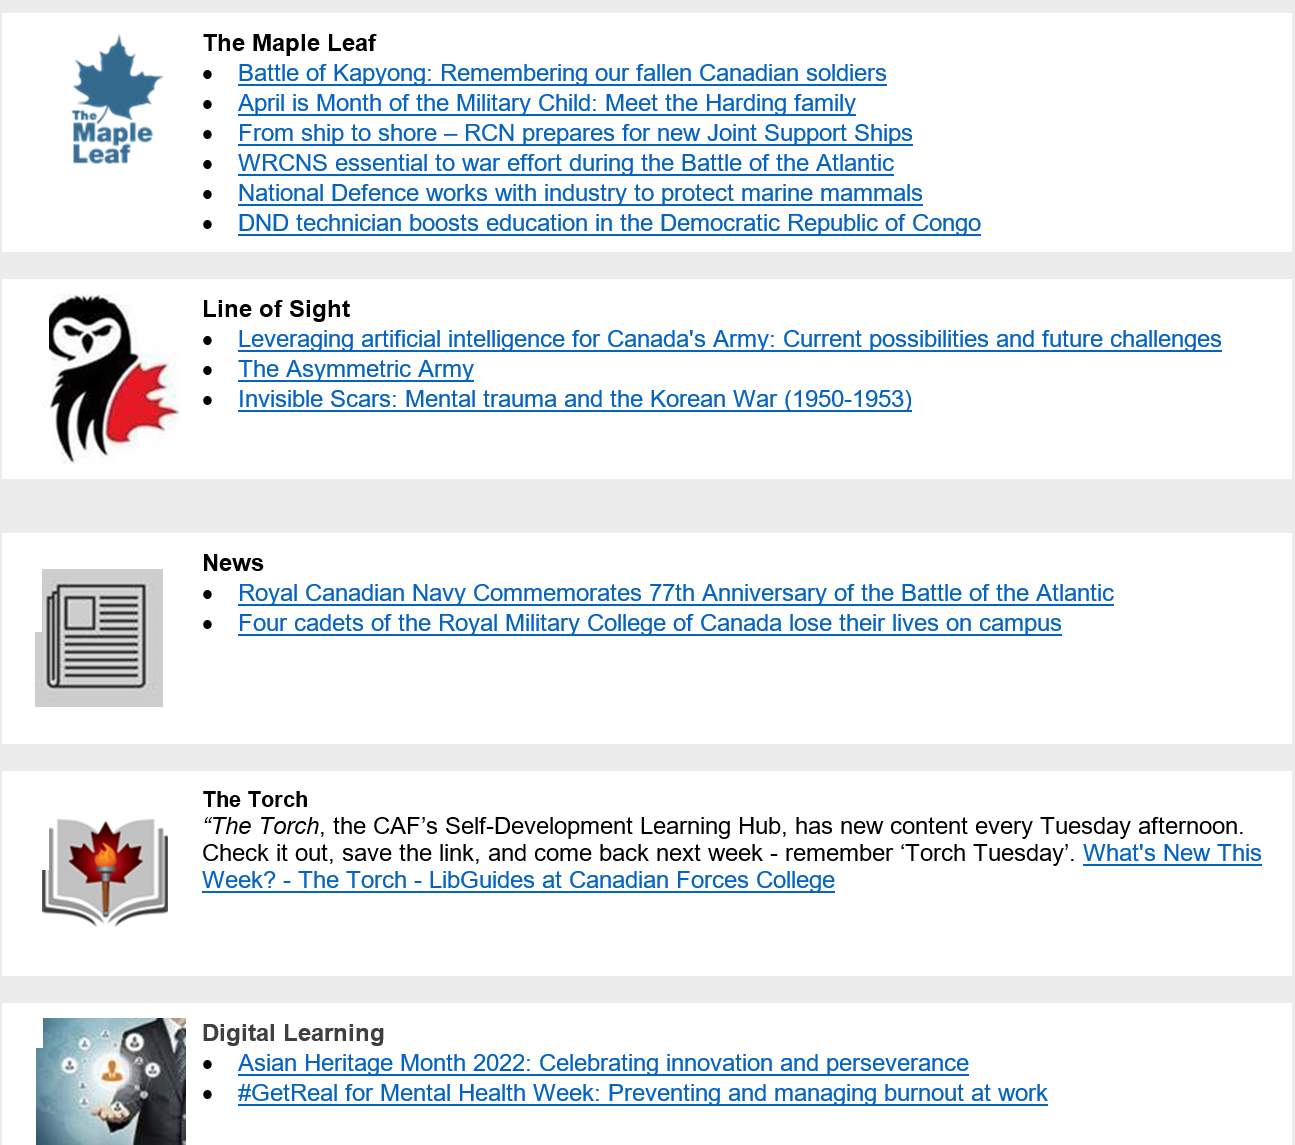 The Maple Leaf
The
Maple
Leaf
• Battle of Kapyong: Remembering our fallen Canadian soldiers
• April is Month of the Military Child: Meet the Harding family
• From ship to shore – RCN prepares for new Joint Support Ships
• WRCNS essential to war effort during the Battle of the Atlantic
• National Defence works with industry to protect marine mammals
• DND technician boosts education in the Democratic Republic of Congo
Line of Sight
• Leveraging artificial intelligence for Canada's Army: Current possibilities and future challenges
• The Asymmetric Army
• Invisible Scars: Mental trauma and the Korean War (1950-1953)
News
• Royal Canadian Navy Commemorates 77th Anniversary of the Battle of the Atlantic
• Four cadets of the Royal Military College of Canada lose their lives on campus
The Torch
“The Torch, the CAF’s Self-Development Learning Hub, has new content every Tuesday afternoon.
Check it out, save the link, and come back next week - remember ‘Torch Tuesday’. What's New This
Week? - The Torch - LibGuides at Canadian Forces College
Digital Learning
• Asian Heritage Month 2022: Celebrating innovation and perseverance
• #GetReal for Mental Health Week: Preventing and managing burnout at work